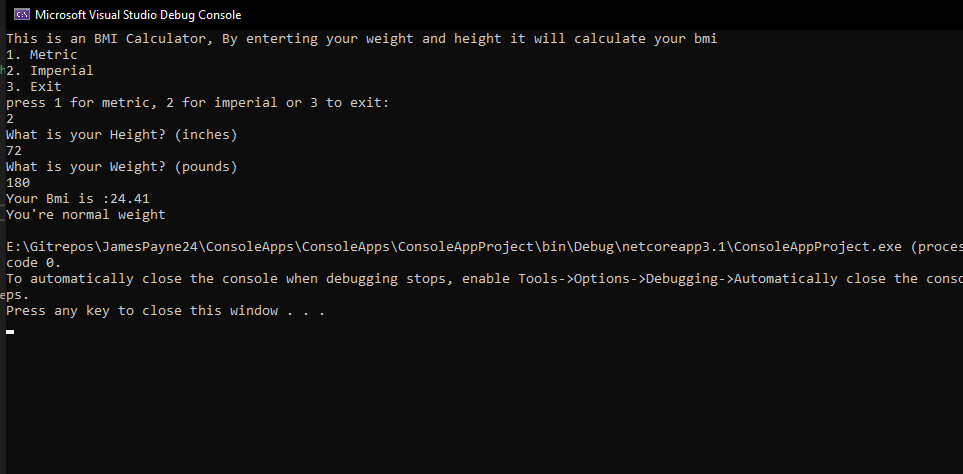 Microsoft Visual Studio Debug Console
This is an BMI Calculator, By enterting your weight and height it will calculate your bmi
1. Metric
2. Imperial
3. Exit
press 1 for metric, 2 for imperial or 3 to exit:
2
What is your Height? (inches)
72
What is your Weight? (pounds)
180
Your Bmi is :24.41
You're normal weight
E:\Gitrepos\JamesPayne24\ConsoleApps\ConsoleApps\ConsoleAppProject\bin\Debug\netcoreapp3.1\ConsoleAppProject.exe (proces
code 0.
To automatically close the console when debugging stops, enable Tools->Options->Debugging->Automatically close the conso
ps.
Press any key to close this window . . .